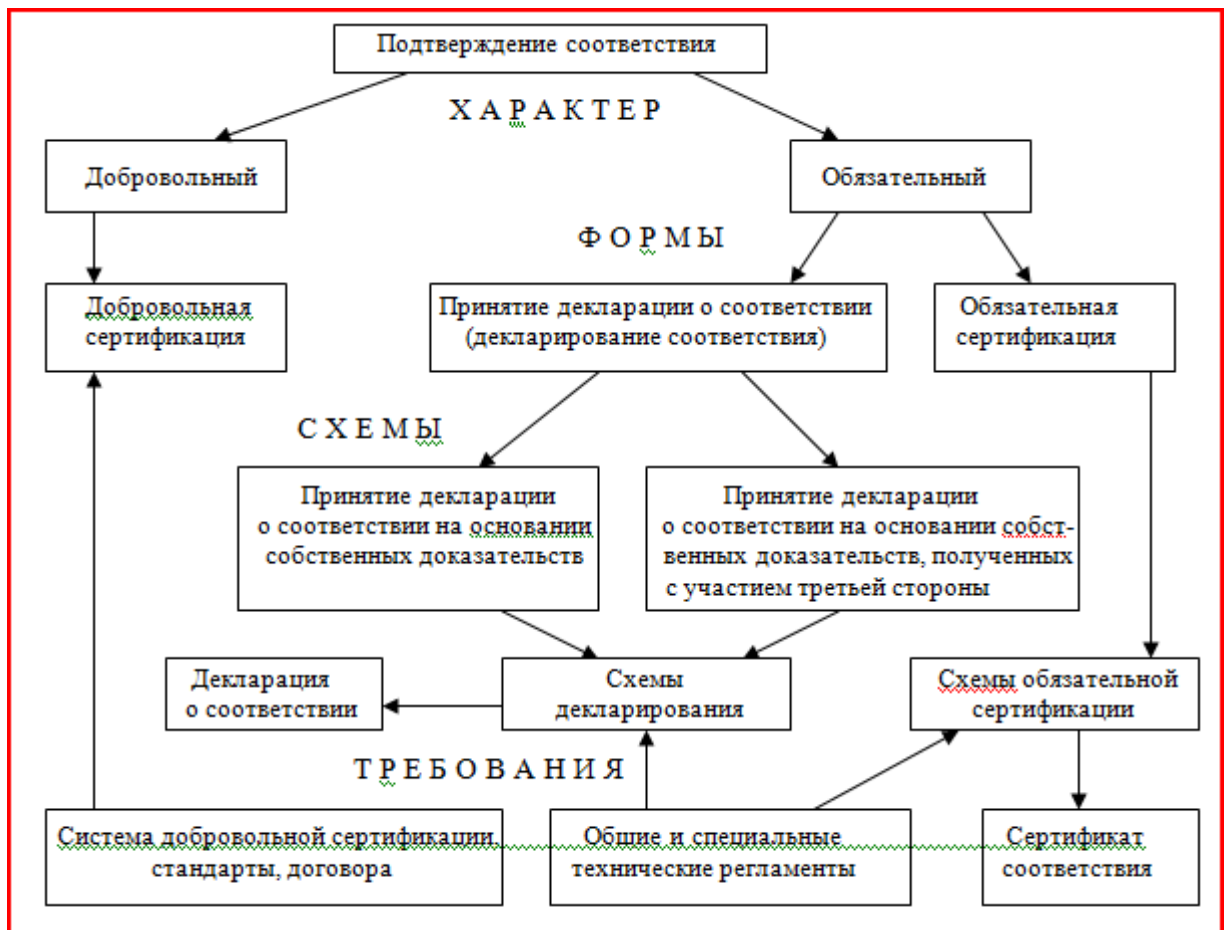 Подтверждение соответствия
Х А Р А К Т Е Р
Добровольный
Обязательный
Ф О Р М Ы
Добровольная
сертификация
Принятие декларации о соответствии
(декларирование соответствия)
Обязательная
сертификация
С Х Е М Ы
Принятие декларации
о соответствии на основании
собственных доказательств
Принятие декларации
о соответствии на основании собст-
венных доказательств, полученных
с участием третьей стороны
Декларация
о соответствии
Схемы
декларирования
Схемы обязательной
сертификации
Т Р Е Б О В А Н И Я
Система добровольной сертификации,
стандарты, договора
Общие и специальные
технические регламенты
Сертификат
соответствия